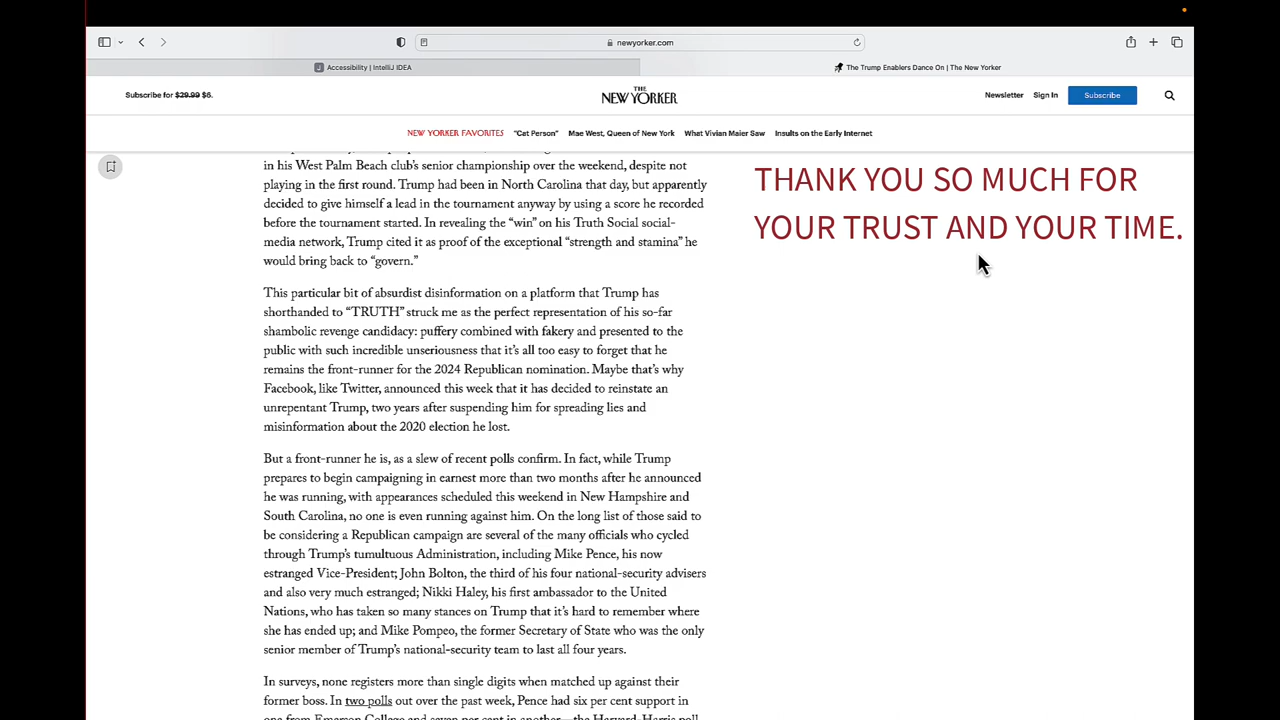 newyorker.com
Accessibility | IntelliJ IDEA
The Trump Enablers Dance On | The New Yorker
Subscribe for $29.99 $6.
THE
NEW YORKER
Newsletter Sign In Subscribe
NEW YORKER FAVORITES "Cat Person" Mae West, Queen of New York What Vivian Maier Saw Insults on the Early Internet
in his West Palm Beach club's senior championship over the weekend, despite not
playing in the first round. Trump had been in North Carolina that day, but apparently
decided to give himself a lead in the tournament anyway by using a score he recorded
before the tournament started. In revealing the "win" on his Truth Social social-
media network, Trump cited it as proof of the exceptional "strength and stamina" he
would bring back to "govern."
This particular bit of absurdist disinformation on a platform that Trump has
shorthanded to "TRUTH" struck me as the perfect representation of his so-far
shambolic revenge candidacy: puffery combined with fakery and presented to the
public with such incredible unseriousness that it's all too easy to forget that he
remains the front-runner for the 2024 Republican nomination. Maybe that's why
Facebook, like Twitter, announced this week that it has decided to reinstate an
unrepentant Trump, two years after suspending him for spreading lies and
misinformation about the 2020 election he lost.
But a front-runner he is, as a slew of recent polls confirm. In fact, while Trump
prepares to begin campaigning in earnest more than two months after he announced
he was running, with appearances scheduled this weekend in New Hampshire and
South Carolina, no one is even running against him. On the long list of those said to
be considering a Republican campaign are several of the many officials who cycled
through Trump's tumultuous Administration, including Mike Pence, his now
estranged Vice-President; John Bolton, the third of his four national-security advisers
and also very much estranged; Nikki Haley, his first ambassador to the United
Nations, who has taken so many stances on Trump that it's hard to remember where
she has ended up; and Mike Pompeo, the former Secretary of State who was the only
senior member of Trump's national-security team to last all four years.
In surveys, none registers more than single digits when matched up against their
former boss. In two polls out over the past week, Pence had six per cent support in
one from Emerson College and seven per cent in another—the Harvard-Harris poll
THANK YOU SO MUCH FOR
YOUR TRUST AND YOUR TIME.